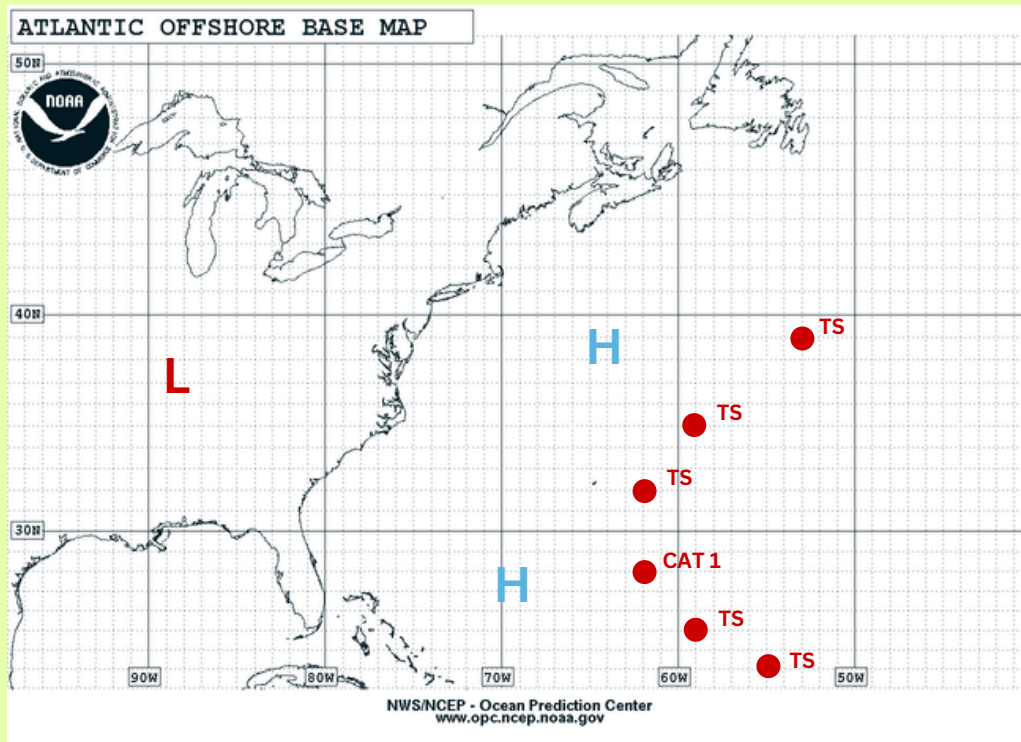 ATLANTIC OFFSHORE BASE MAP
50N
NATIONAL OCEANIC AND ATMOSPHERIC ADMINISTRATION
NOAA
U.S. DEPARTMENT OF COMMERCE
40N
H
TS
L
TS
TS
30N
CAT 1
H
TS
TS
90W
80W
70W
60W
50W
NWS/NCEP - Ocean Prediction Center
www.opc.ncep.noaa.gov